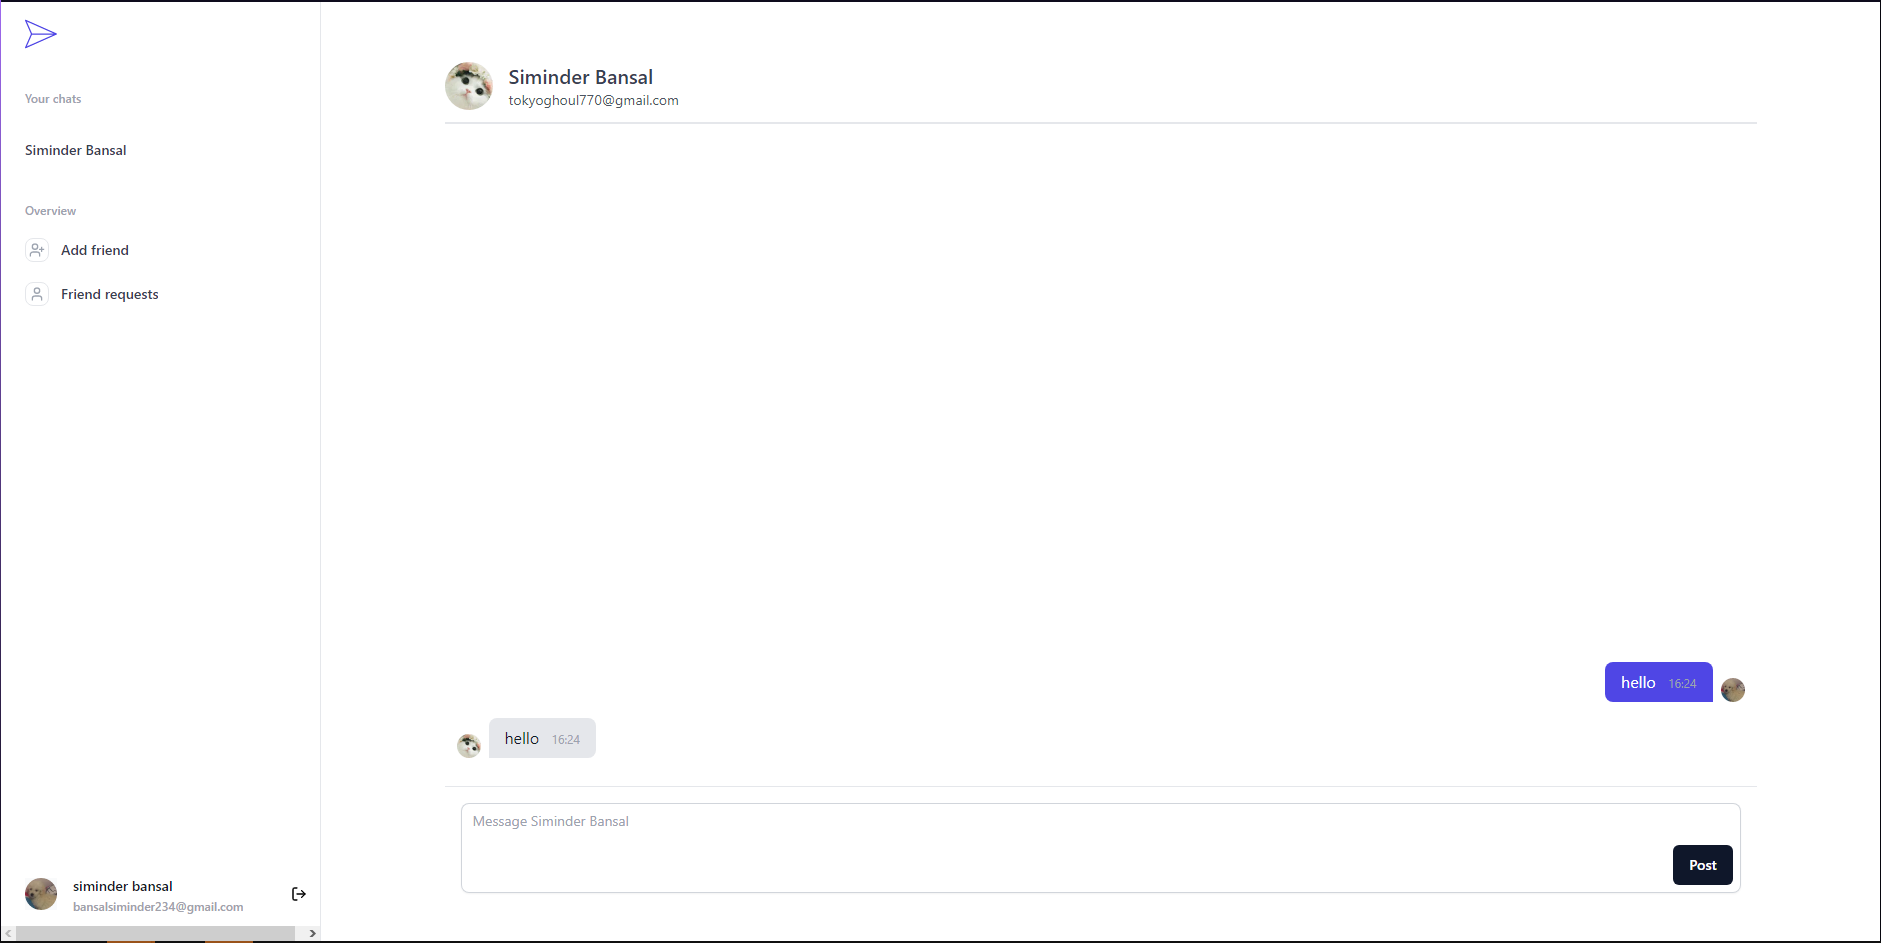 Your chats
Siminder Bansal
Overview
Add friend
Friend requests
siminder bansal
bansalsiminder234@gmail.com
Siminder Bansal
tokyoghoul770@gmail.com
hello 16:24
hello 16:24
Message Siminder Bansal
Post